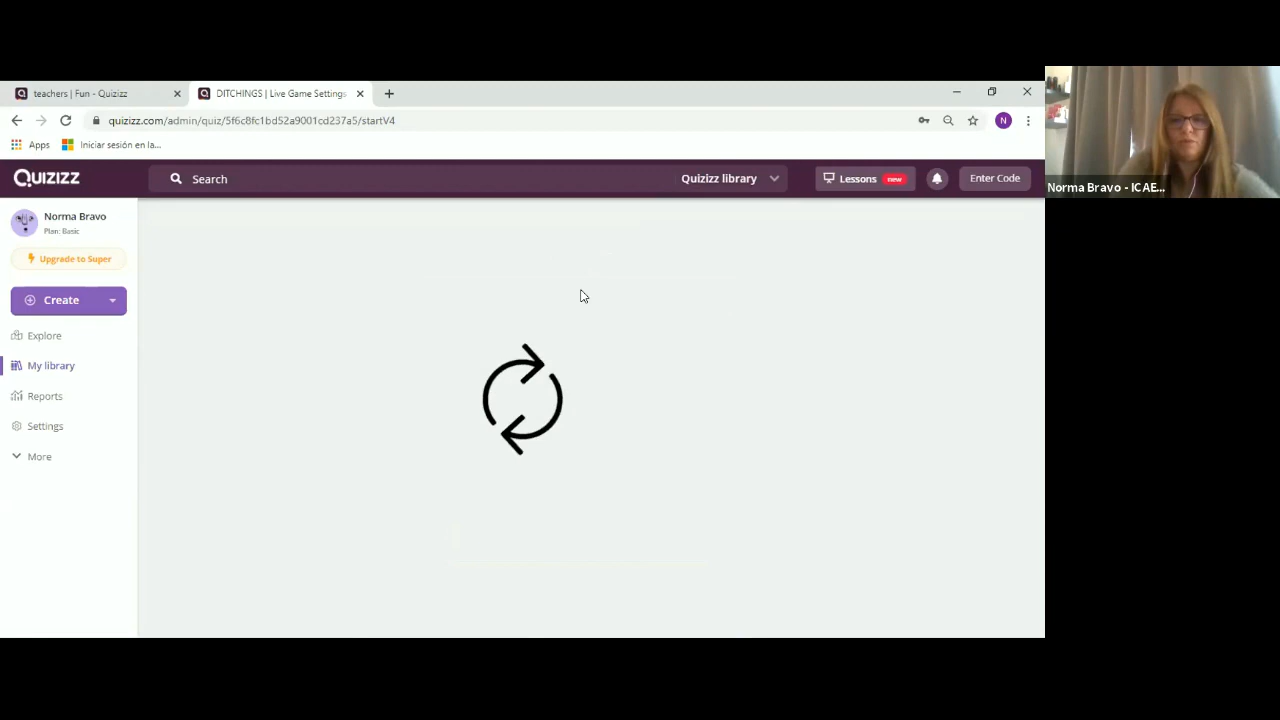 teachers | Fun - Quizizz
DITCHINGS | Live Game Settings
quizizz.com/admin/quiz/5f6c8fc1bd52a9001cd237a5/startV4
N
Apps
Iniciar sesión en la...
QUIZIZZ
Search
Quizizz library
Lessons new
Enter Code
Norma Bravo
Plan: Basic
Upgrade to Super
Create
Explore
My library
Reports
Settings
More
Norma Bravo - ICAE...